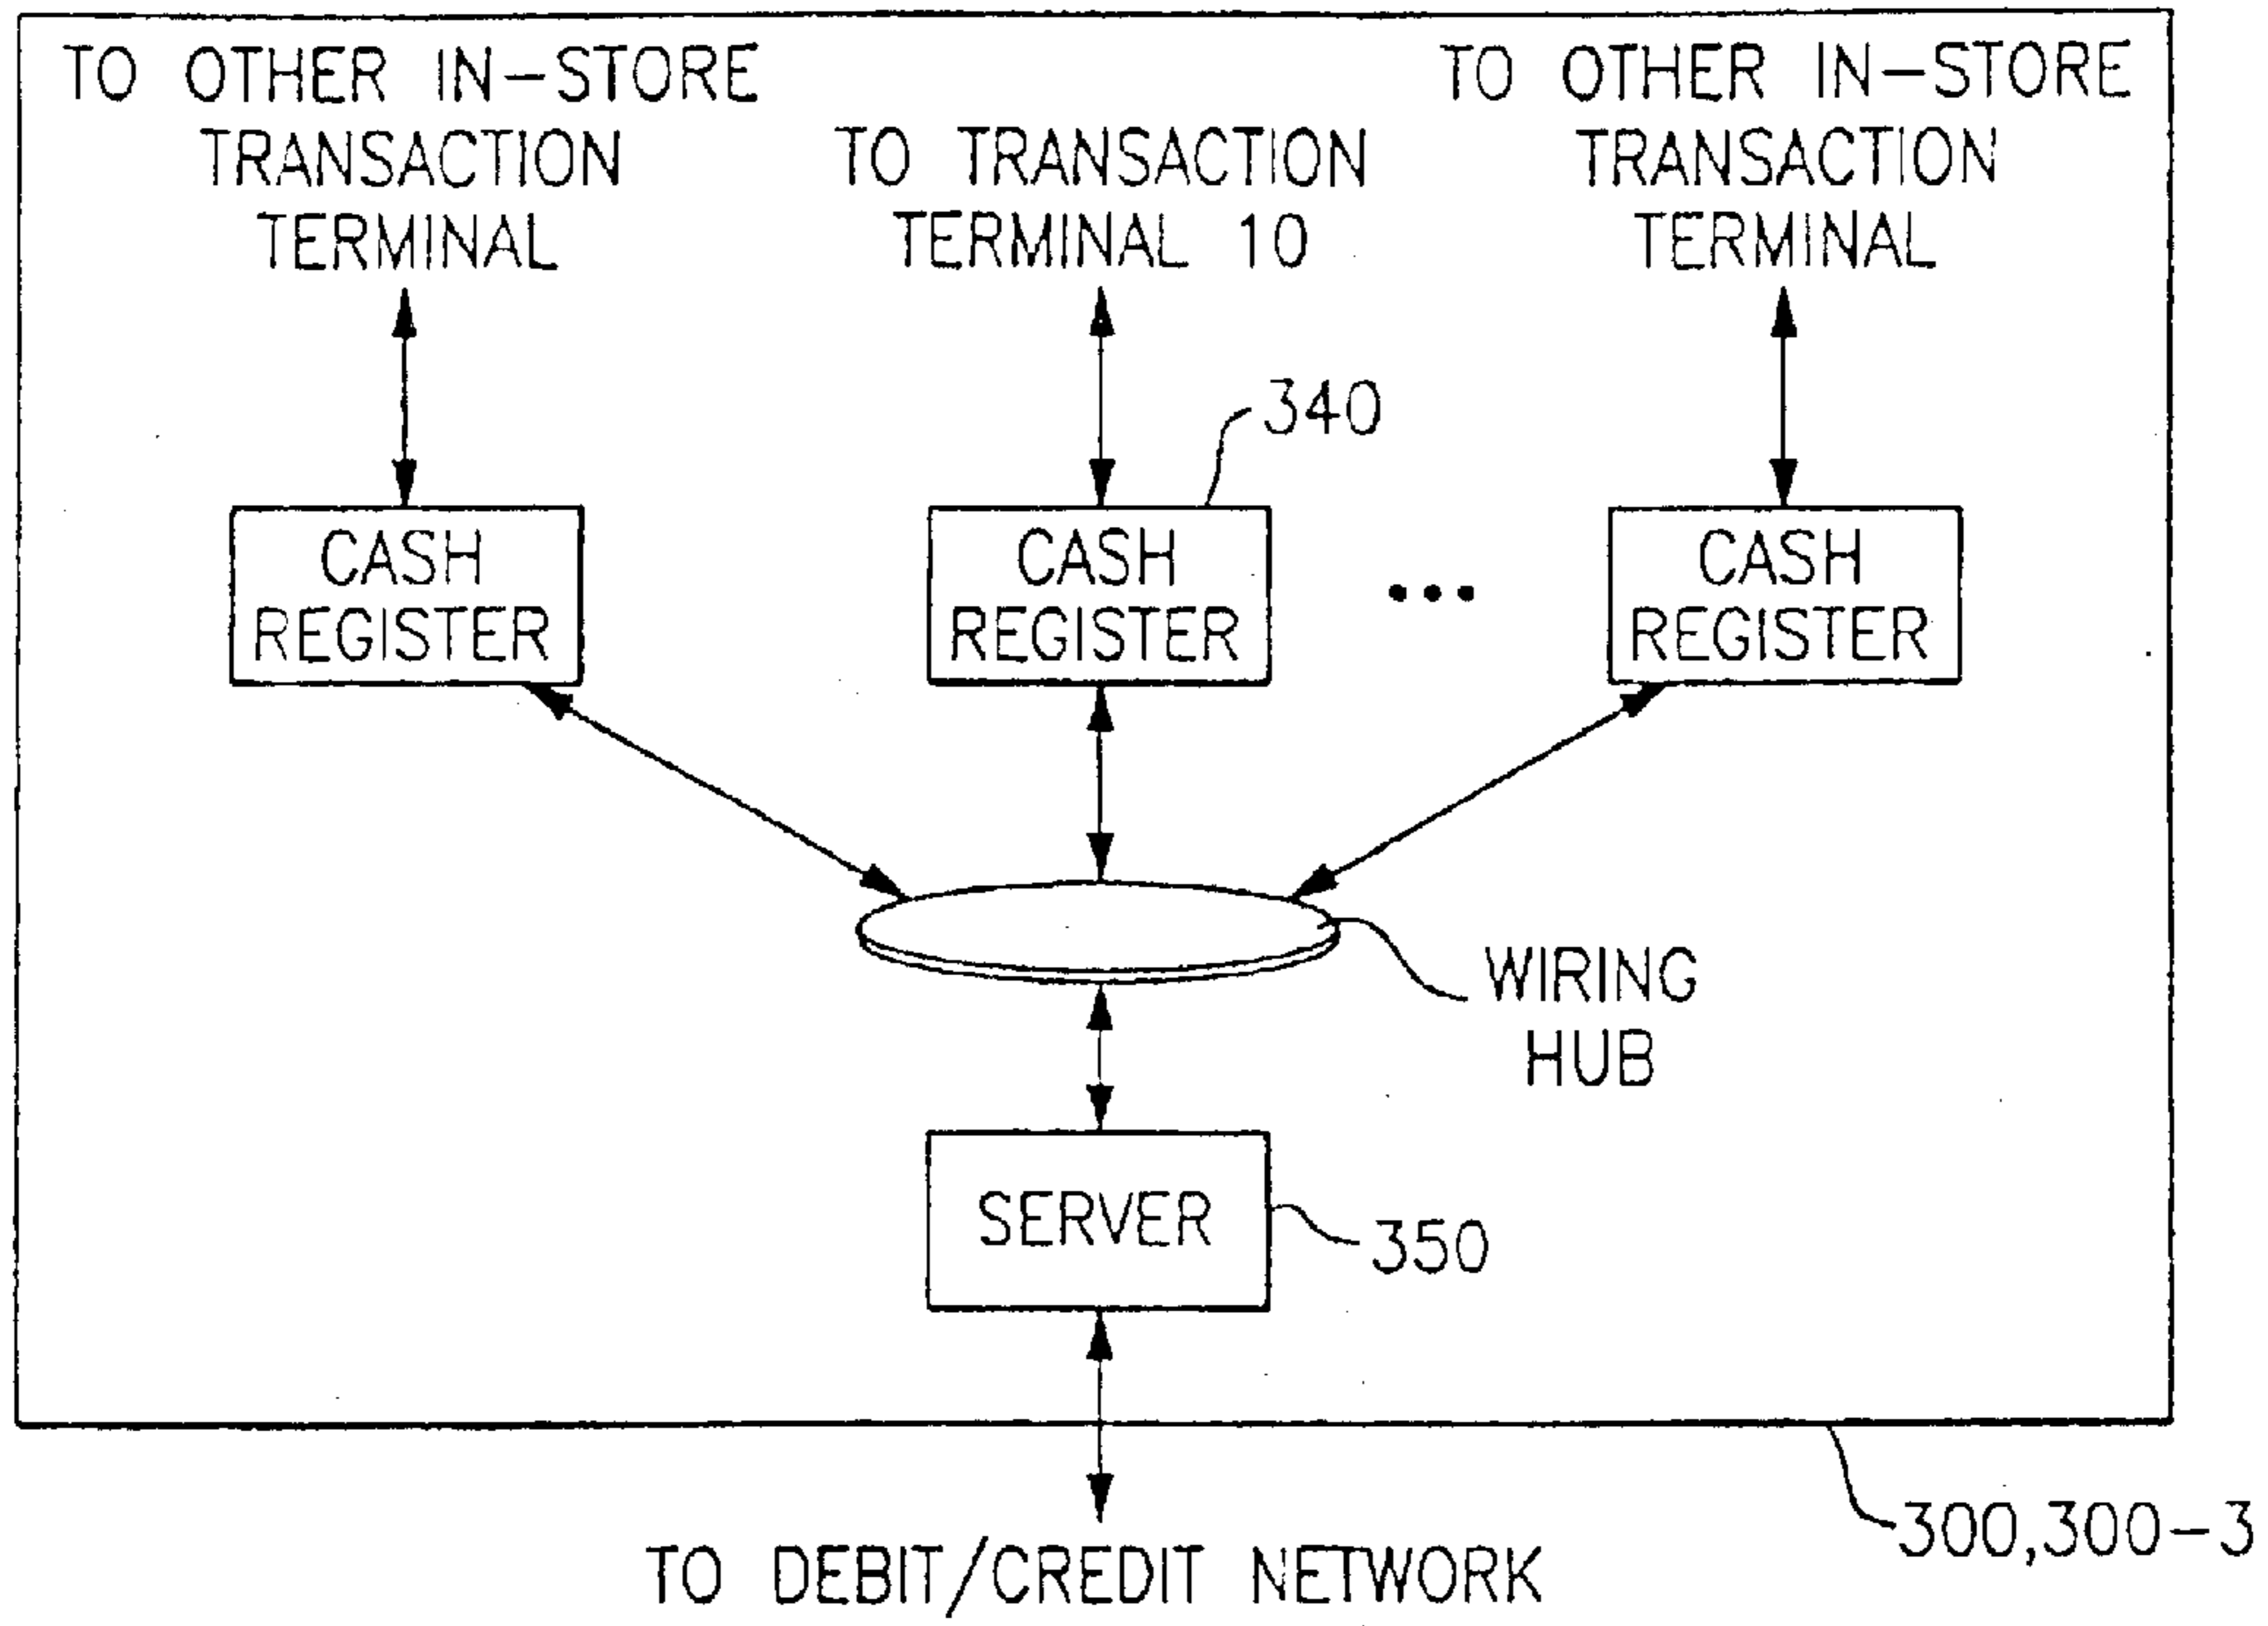 TO OTHER IN-STORE
TRANSACTION
TERMINAL
TO TRANSACTION
TERMINAL 10
TO OTHER IN-STORE
TRANSACTION
TERMINAL
340
CASH
REGISTER
CASH
REGISTER
CASH
REGISTER
WIRING
HUB
SERVER
350
300,300-3
TO DEBIT/CREDIT NETWORK